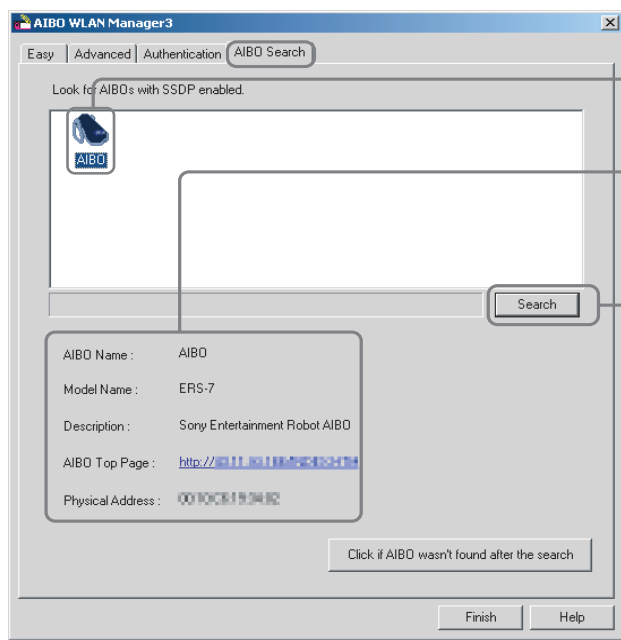 AIBO WLAN Manager3
Easy Advanced Authentication AIBO Search
Look for AIBOs with SSDP enabled.
AIBO
Search
AIBO Name : AIBO
Model Name : ERS-7
Description : Sony Entertainment Robot AIBO
AIBO Top Page : http://
Physical Address :
Click if AIBO wasn't found after the search
Finish Help